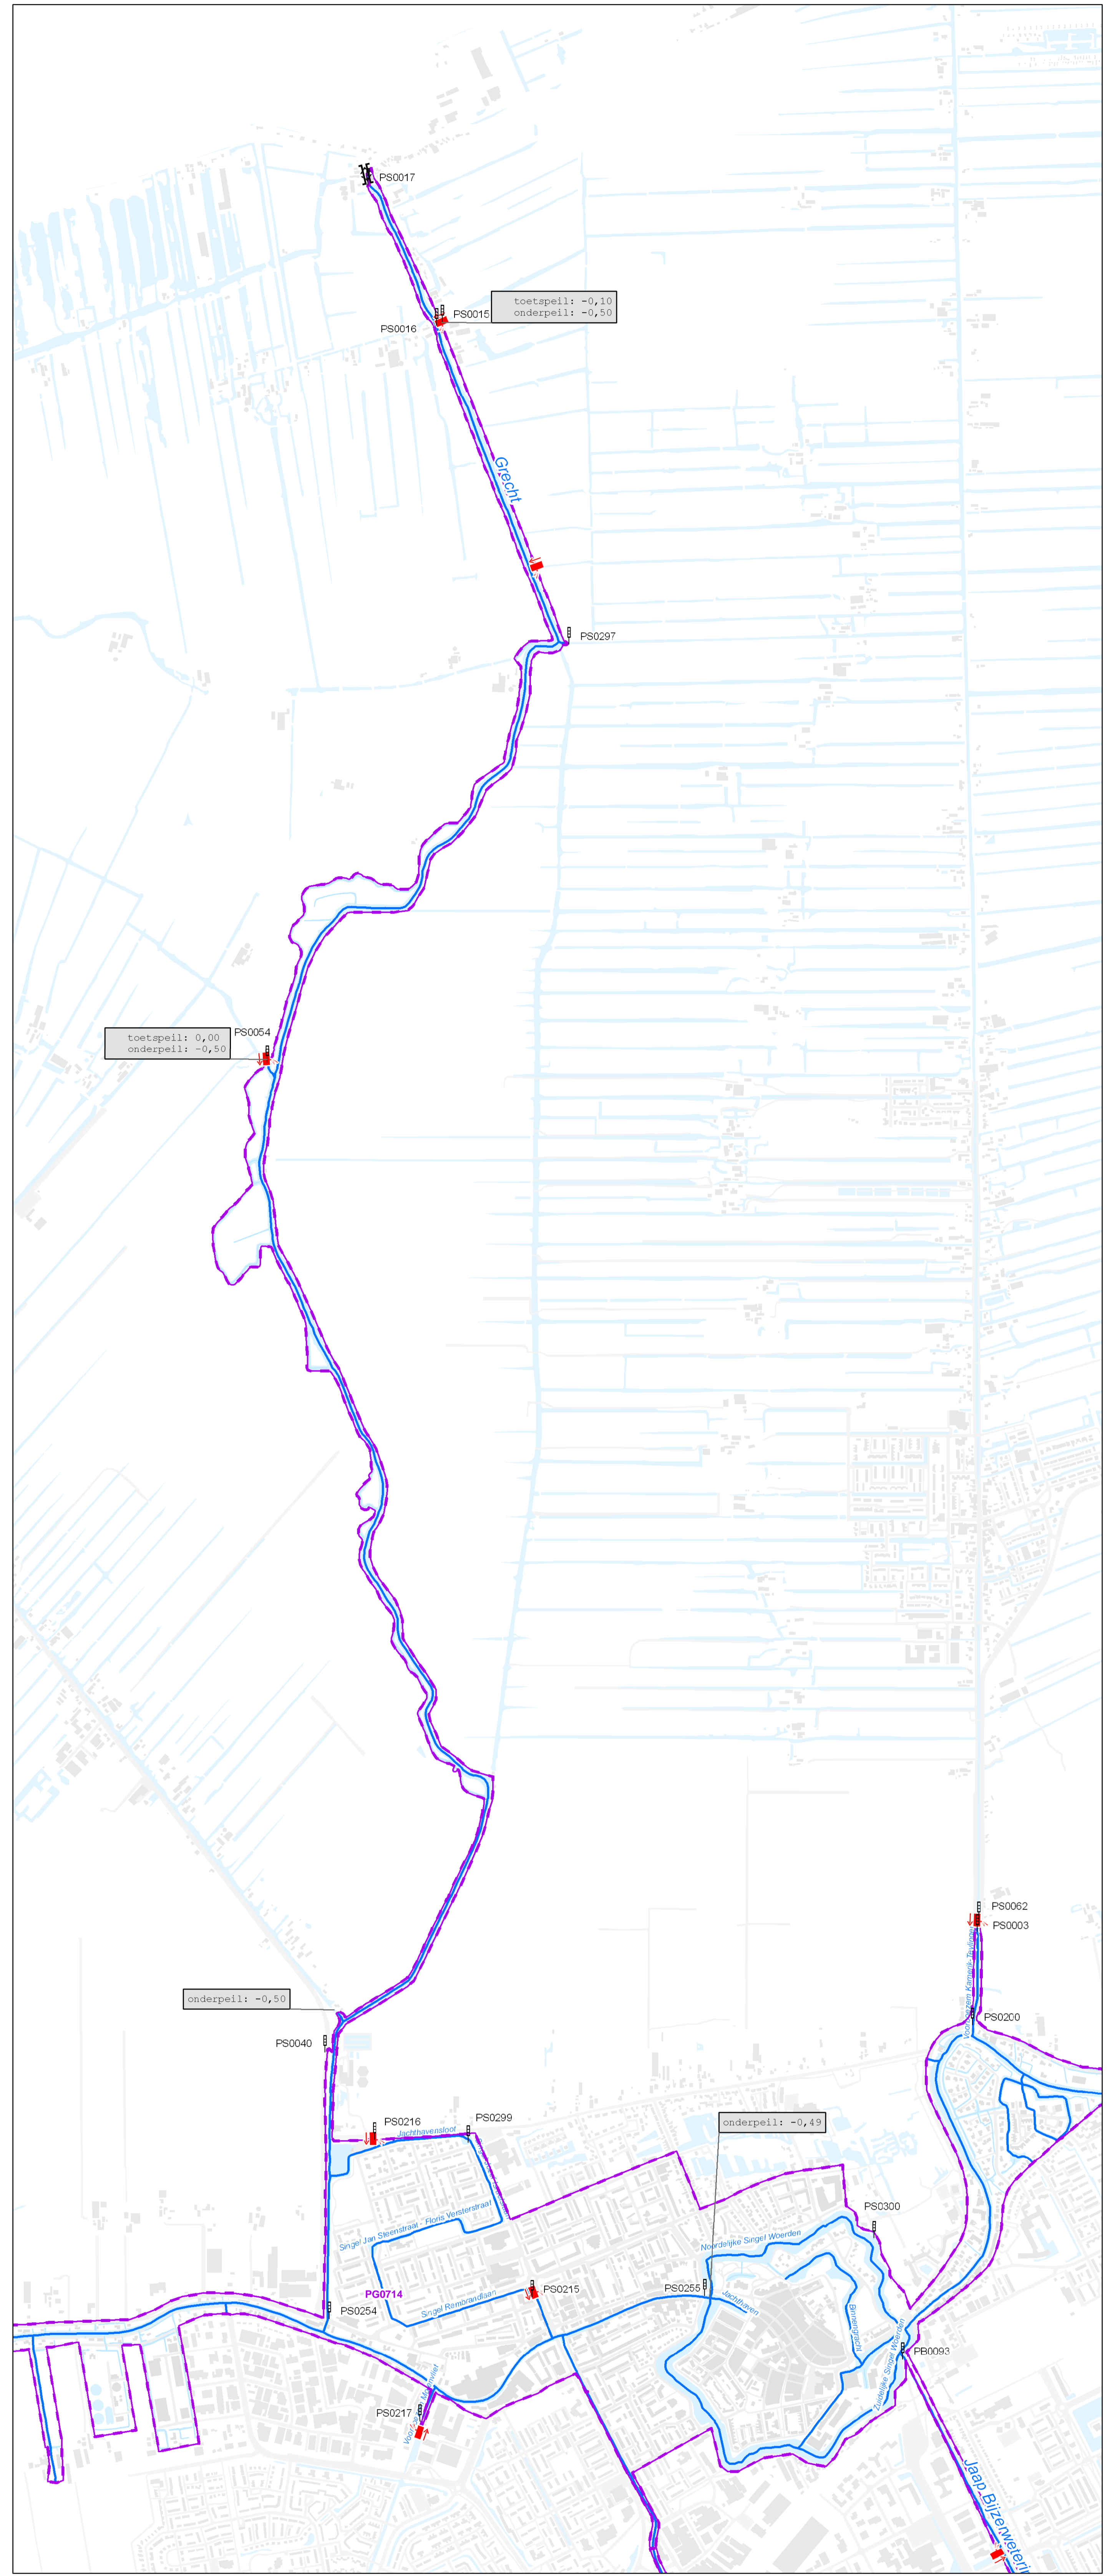 PS0017
toetspeil: -0,10
onderpeil: -0,50
PS0015
PS0016
Grecht
PS0297
PS0054
toetspeil: 0,00
onderpeil: -0,50
PS0062
PS0003
onderpeil: -0,50
PS0200
PS0040
PS0216
PS0299
Jachthavensloot
onderpeil: -0,49
PS0300
Singel Jan Steenstraat - Floris Versterstraat
Noordelijke Singel Woerden
PG0714
PS0215
PS0255
Jachthaven
Singel Rembrandlaan
PS0254
Binnengracht
Zuidelijke Singel Woerden
PB0093
PS0217
Jaap Bijzerwetering